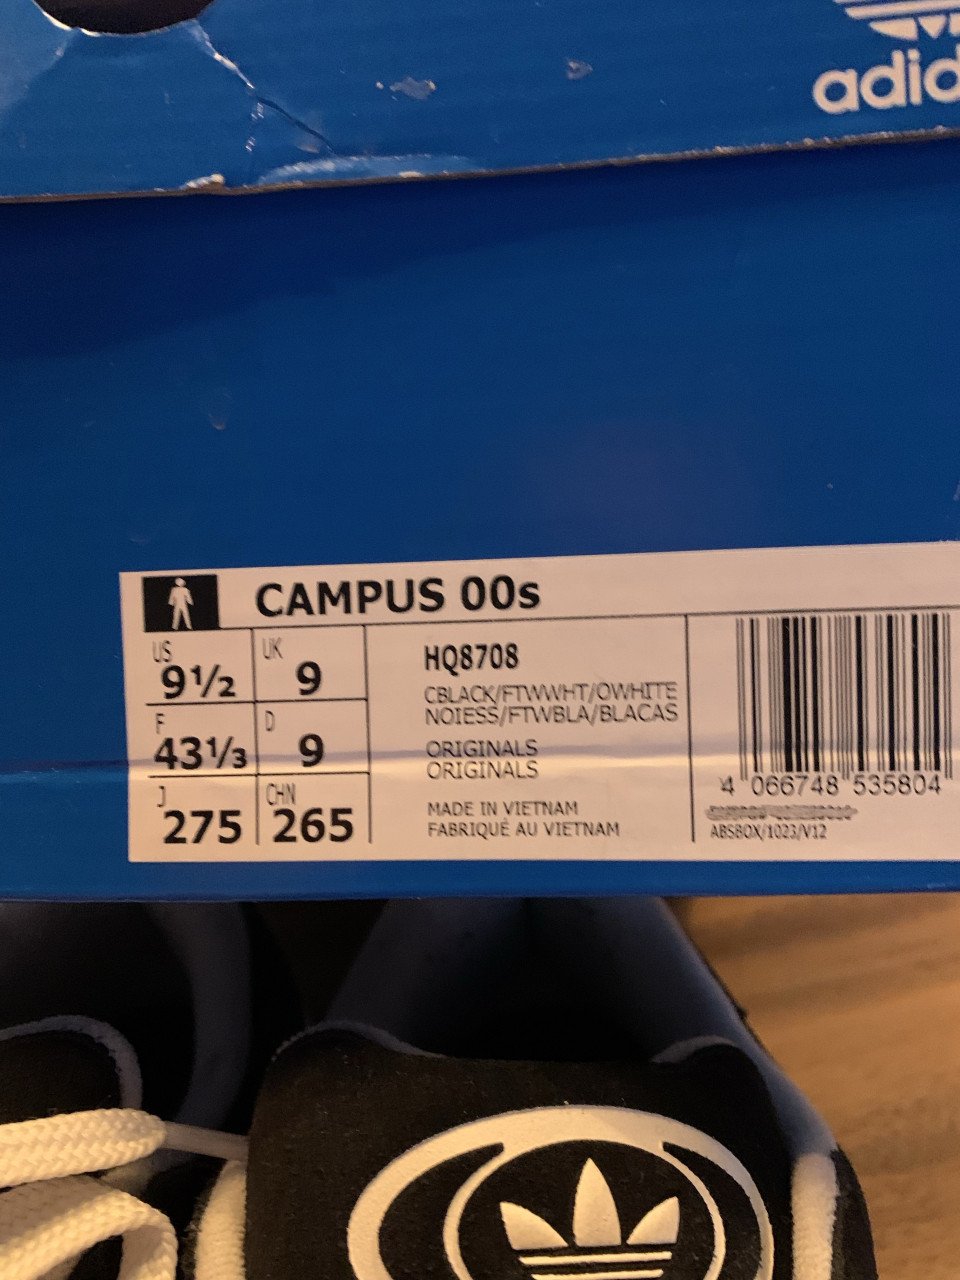 adid
CAMPUS 00s
US
9½
UK
9
F
43⅓
D
9
J
275
CHN
265
HQ8708
CBLACK/FTWWHT/OWHITE
NOIESS/FTWBLA/BLACAS
ORIGINALS
ORIGINALS
MADE IN VIETNAM
FABRIQUÉ AU VIETNAM
4 066748 535804
ABSBOX/1023/V12